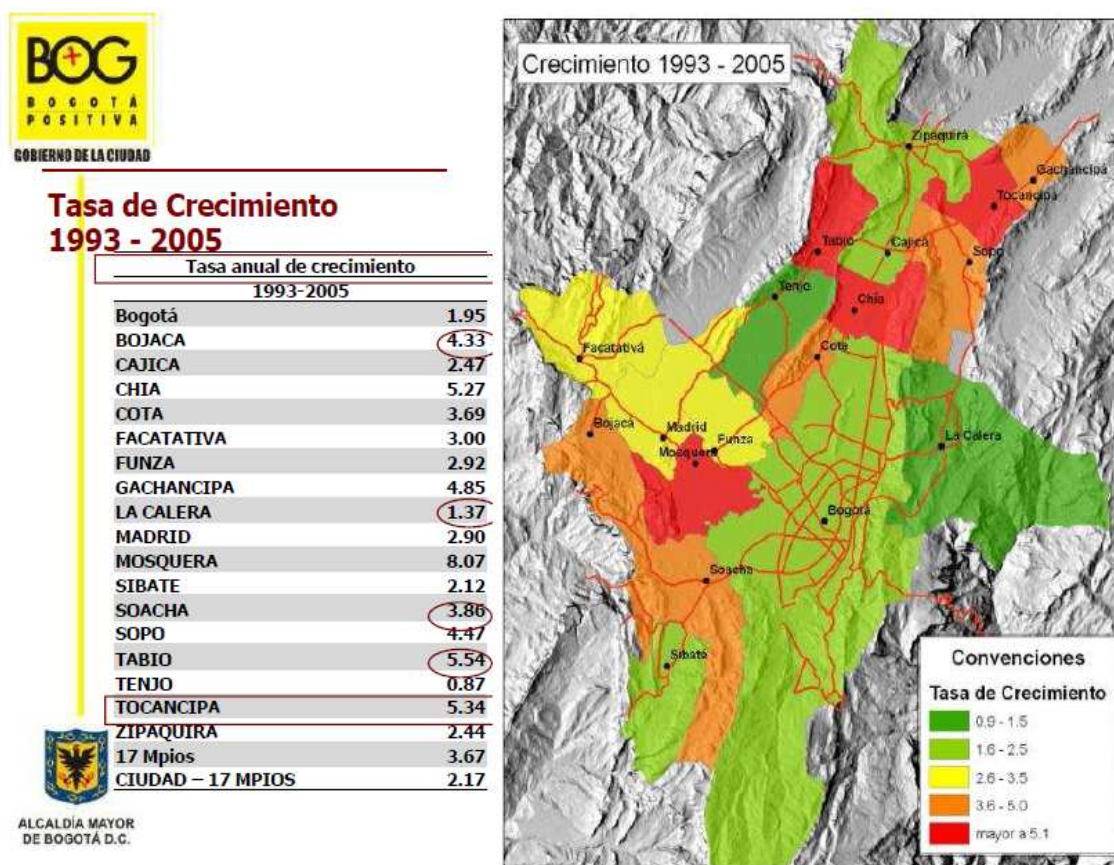 BOG
BOGOTÁ
POSITIVA
GOBIERNO DE LA CIUDAD
Tasa de Crecimiento
1993 - 2005
Tasa anual de crecimiento
1993-2005
Bogotá 1.95
BOJACA 4.33
CAJICA 2.47
CHIA 5.27
COTA 3.69
FACATATIVA 3.00
FUNZA 2.92
GACHANCIPA 4.85
LA CALERA 1.37
MADRID 2.90
MOSQUERA 8.07
SIBATE 2.12
SOACHA 3.86
SOPO 4.47
TABIO 5.54
TENJO 0.87
TOCANCIPA 5.34
ZIPAQUIRA 2.44
17 Mpios 3.67
CIUDAD – 17 MPIOS 2.17
ALCALDÍA MAYOR
DE BOGOTÁ D.C.
Crecimiento 1993 - 2005
Zipaquirá
Gachancipá
Tocancipá
Tabio
Cajicá
Sopo
Tenjo
Chía
Facatativá
Cota
Bojacá
Madrid
Funza
Mosquera
La Calera
Bogotá
Soacha
Sibaté
Convenciones
Tasa de Crecimiento
0.9 - 1.5
1.6 - 2.5
2.6 - 3.5
3.6 - 5.0
mayor a 5.1